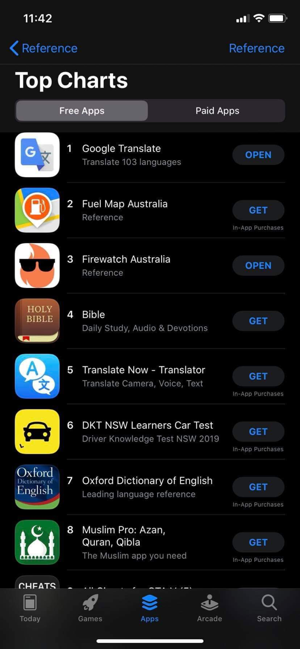 11:42
Reference
Reference
Top Charts
Free Apps
Paid Apps
G
文
1
Google Translate
Translate 103 languages
OPEN
2
Fuel Map Australia
Reference
GET
In-App Purchases
3
Firewatch Australia
Reference
OPEN
HOLY
BIBLE
4
Bible
Daily Study, Audio & Devotions
GET
A
文
5
Translate Now - Translator
Translate Camera, Voice, Text
GET
In-App Purchases
6
DKT NSW Learners Car Test
Driver Knowledge Test NSW 2019
GET
In-App Purchases
Oxford
Dictionary of
English
7
Oxford Dictionary of English
Leading language reference
GET
In-App Purchases
8
Muslim Pro: Azan,
Quran, Qibla
The Muslim app you need
GET
In-App Purchases
CHEATS
Today
Games
Apps
Arcade
Search